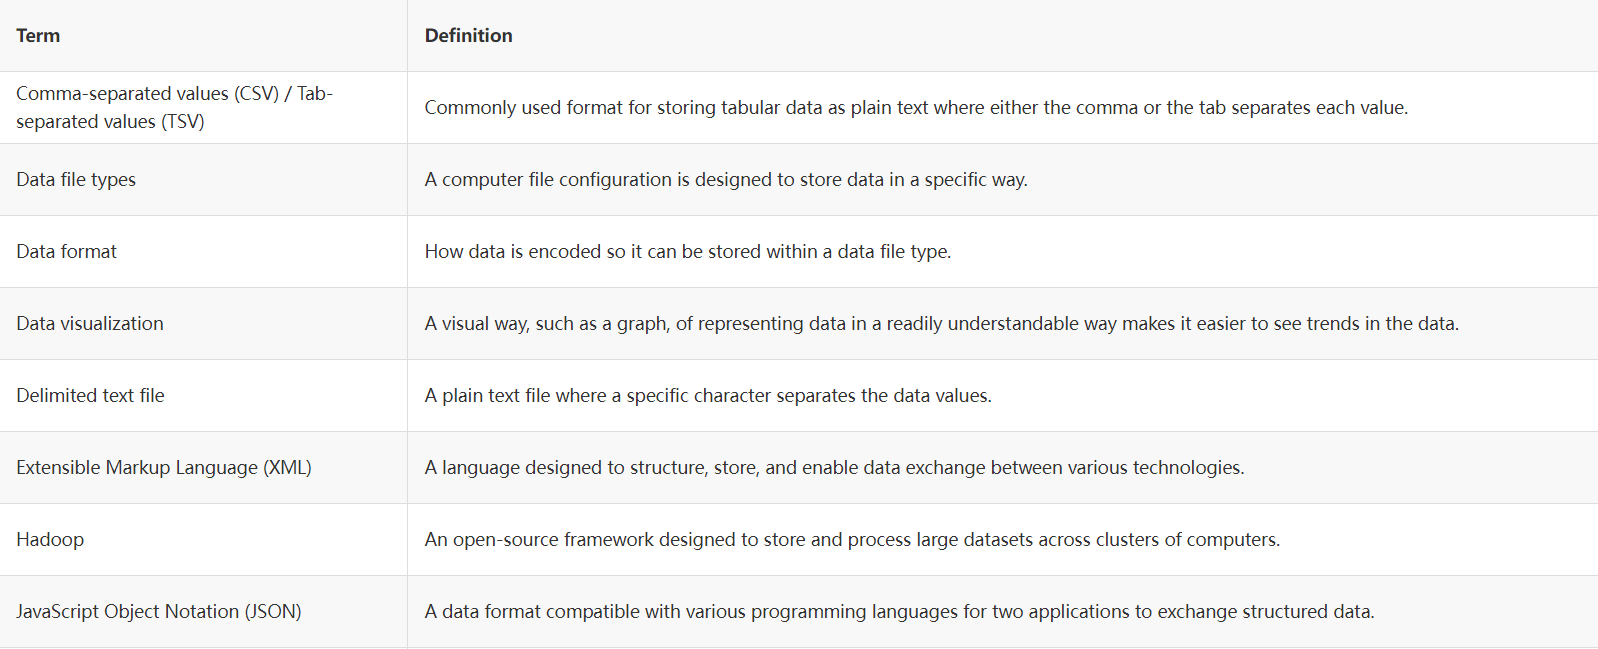 Term
Definition
Comma-separated values (CSV) / Tab-
separated values (TSV)
Commonly used format for storing tabular data as plain text where either the comma or the tab separates each value.
Data file types
A computer file configuration is designed to store data in a specific way.
Data format
How data is encoded so it can be stored within a data file type.
Data visualization
A visual way, such as a graph, of representing data in a readily understandable way makes it easier to see trends in the data.
Delimited text file
A plain text file where a specific character separates the data values.
Extensible Markup Language (XML)
A language designed to structure, store, and enable data exchange between various technologies.
Hadoop
An open-source framework designed to store and process large datasets across clusters of computers.
JavaScript Object Notation (JSON)
A data format compatible with various programming languages for two applications to exchange structured data.